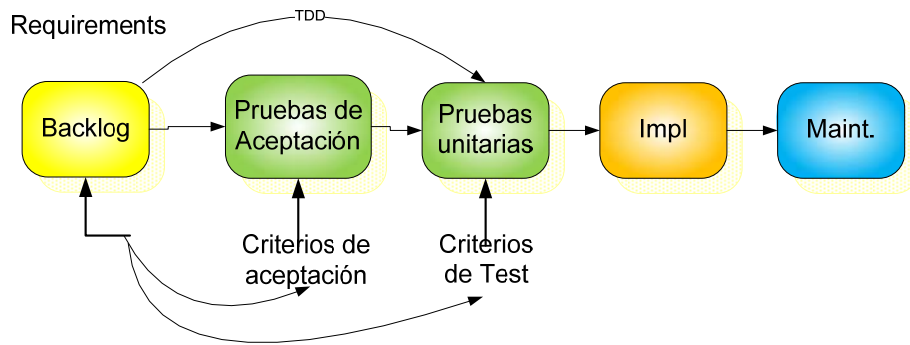 Requirements
TDD
Backlog
Pruebas de
Aceptación
Pruebas
unitarias
Impl
Maint.
Criterios de
aceptación
Criterios
de Test